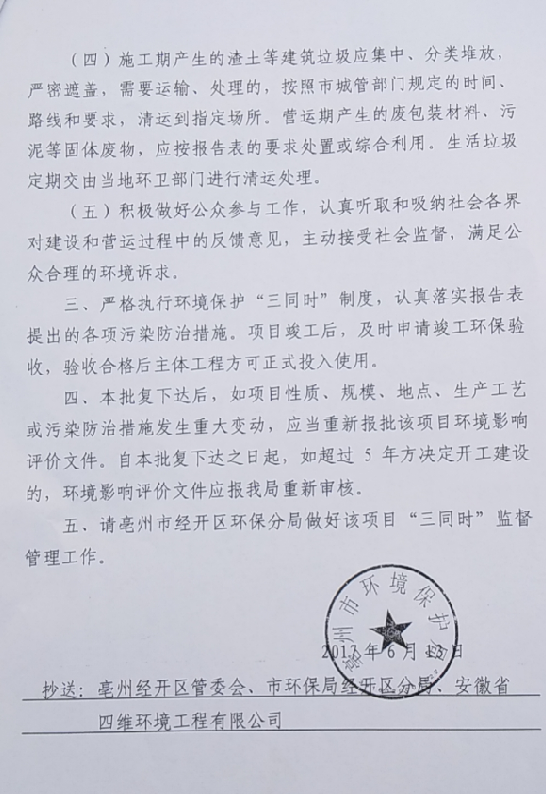 （四）施工期产生的渣土等建筑垃圾应集中、分类堆放，
严密遮盖，需要运输、处理的，按照市城管部门规定的时间、
路线和要求，清运到指定场所。营运期产生的废包装材料、污
泥等固体废物，应按报告表的要求处置或综合利用。生活垃圾
定期交由当地环卫部门进行清运处理。
（五）积极做好公众参与工作，认真听取和吸纳社会各界
对建设和营运过程中的反馈意见，主动接受社会监督，满足公
众合理的环境诉求。
三、严格执行环境保护“三同时”制度，认真落实报告表
提出的各项污染防治措施。项目竣工后，及时申请竣工环保验
收，验收合格后主体工程方可正式投入使用。
四、本批复下达后，如项目性质、规模、地点、生产工艺
或污染防治措施发生重大变动，应当重新报批该项目环境影响
评价文件。自本批复下达之日起，如超过 5 年方决定开工建设
的，环境影响评价文件应报我局重新审核。
五、请亳州市经开区环保分局做好该项目“三同时”监督
管理工作。
亳州市环境保护局
2017年6月13日
抄送：亳州经开区管委会、市环保局经开区分局、安徽省
四维环境工程有限公司